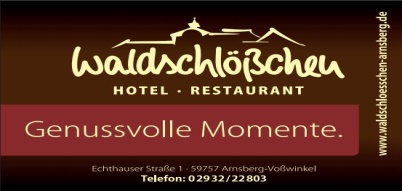 Waldschlößchen
HOTEL · RESTAURANT
Genussvolle Momente.
Echthauser Straße 1 · 59757 Arnsberg-Voßwinkel
Telefon: 02932/22803
www.waldschloesschen-arnsberg.de